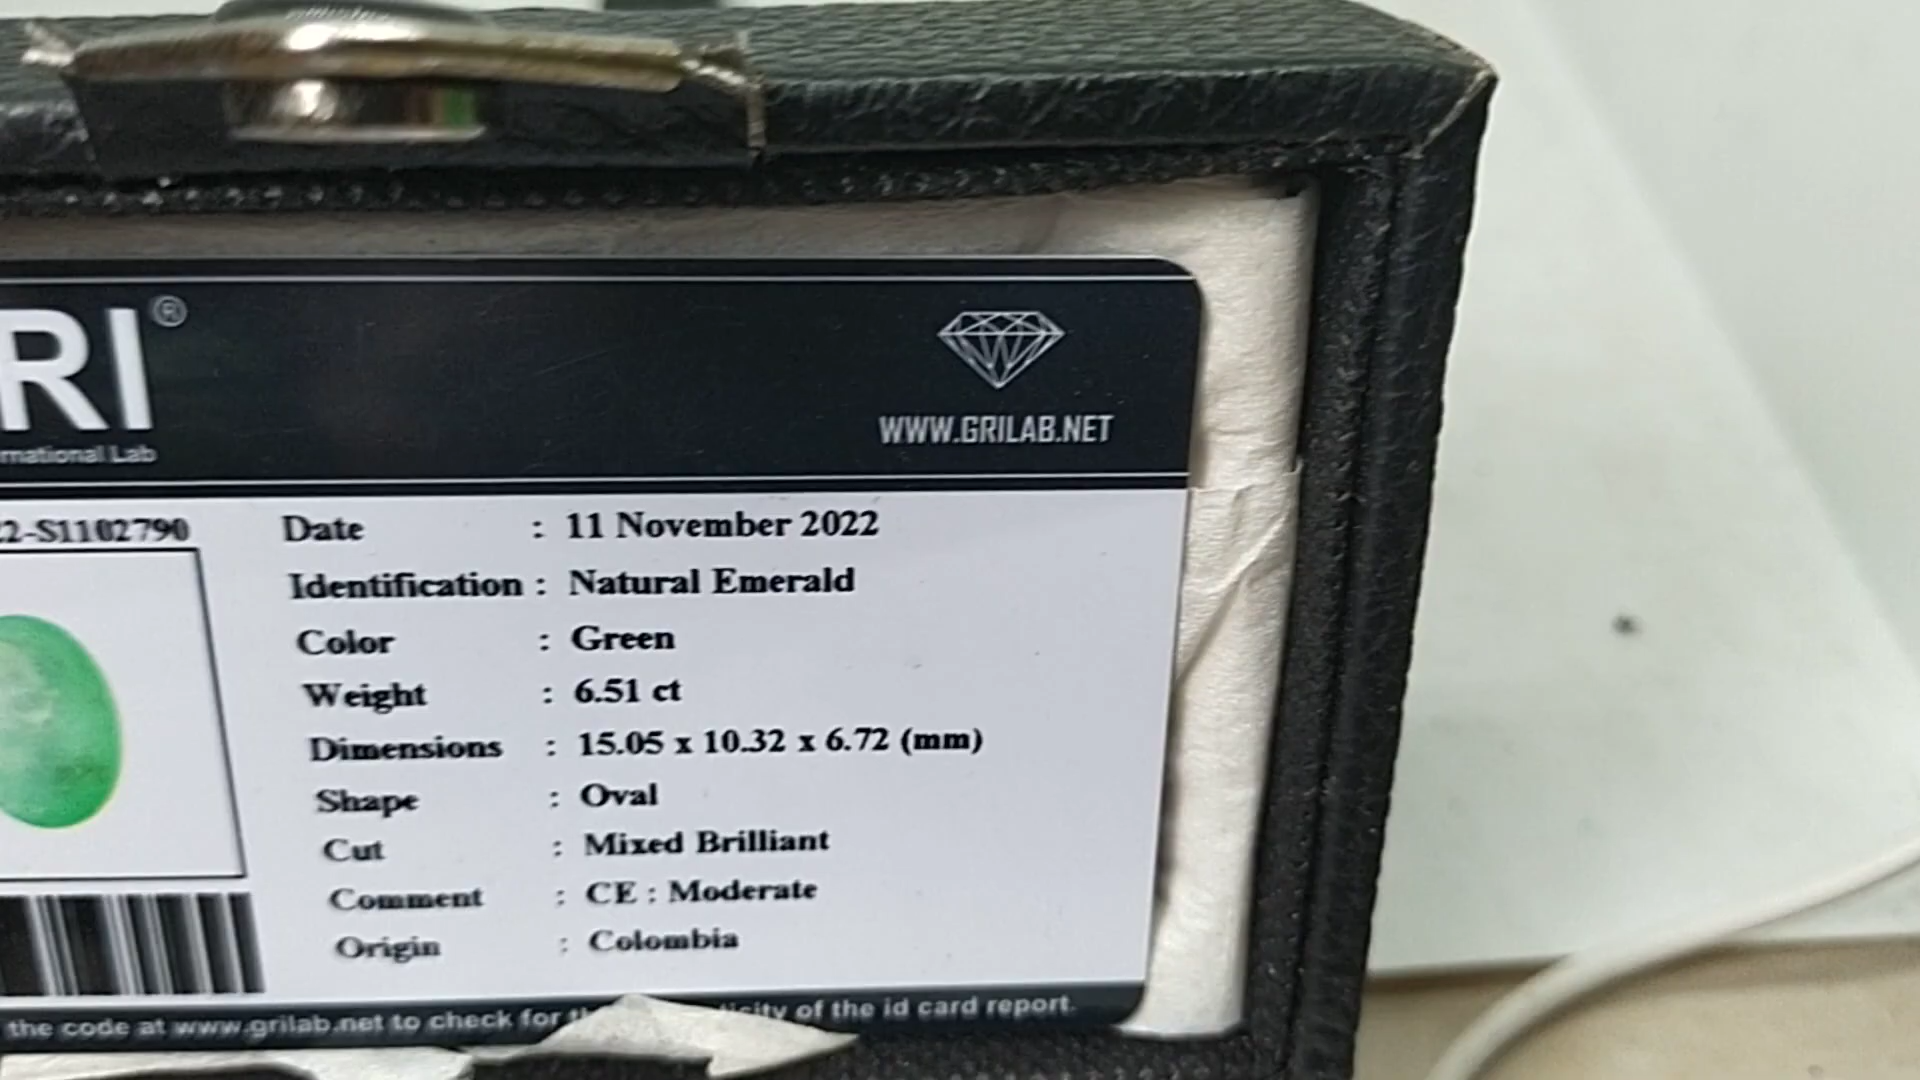 RI®
WWW.GRILAB.NET
rnational Lab
22-S1102790
Date : 11 November 2022
Identification : Natural Emerald
Color : Green
Weight : 6.51 ct
Dimensions : 15.05 x 10.32 x 6.72 (mm)
Shape : Oval
Cut : Mixed Brilliant
Comment : CE : Moderate
Origin : Colombia
the code at www.grilab.net to check for of the id card report.